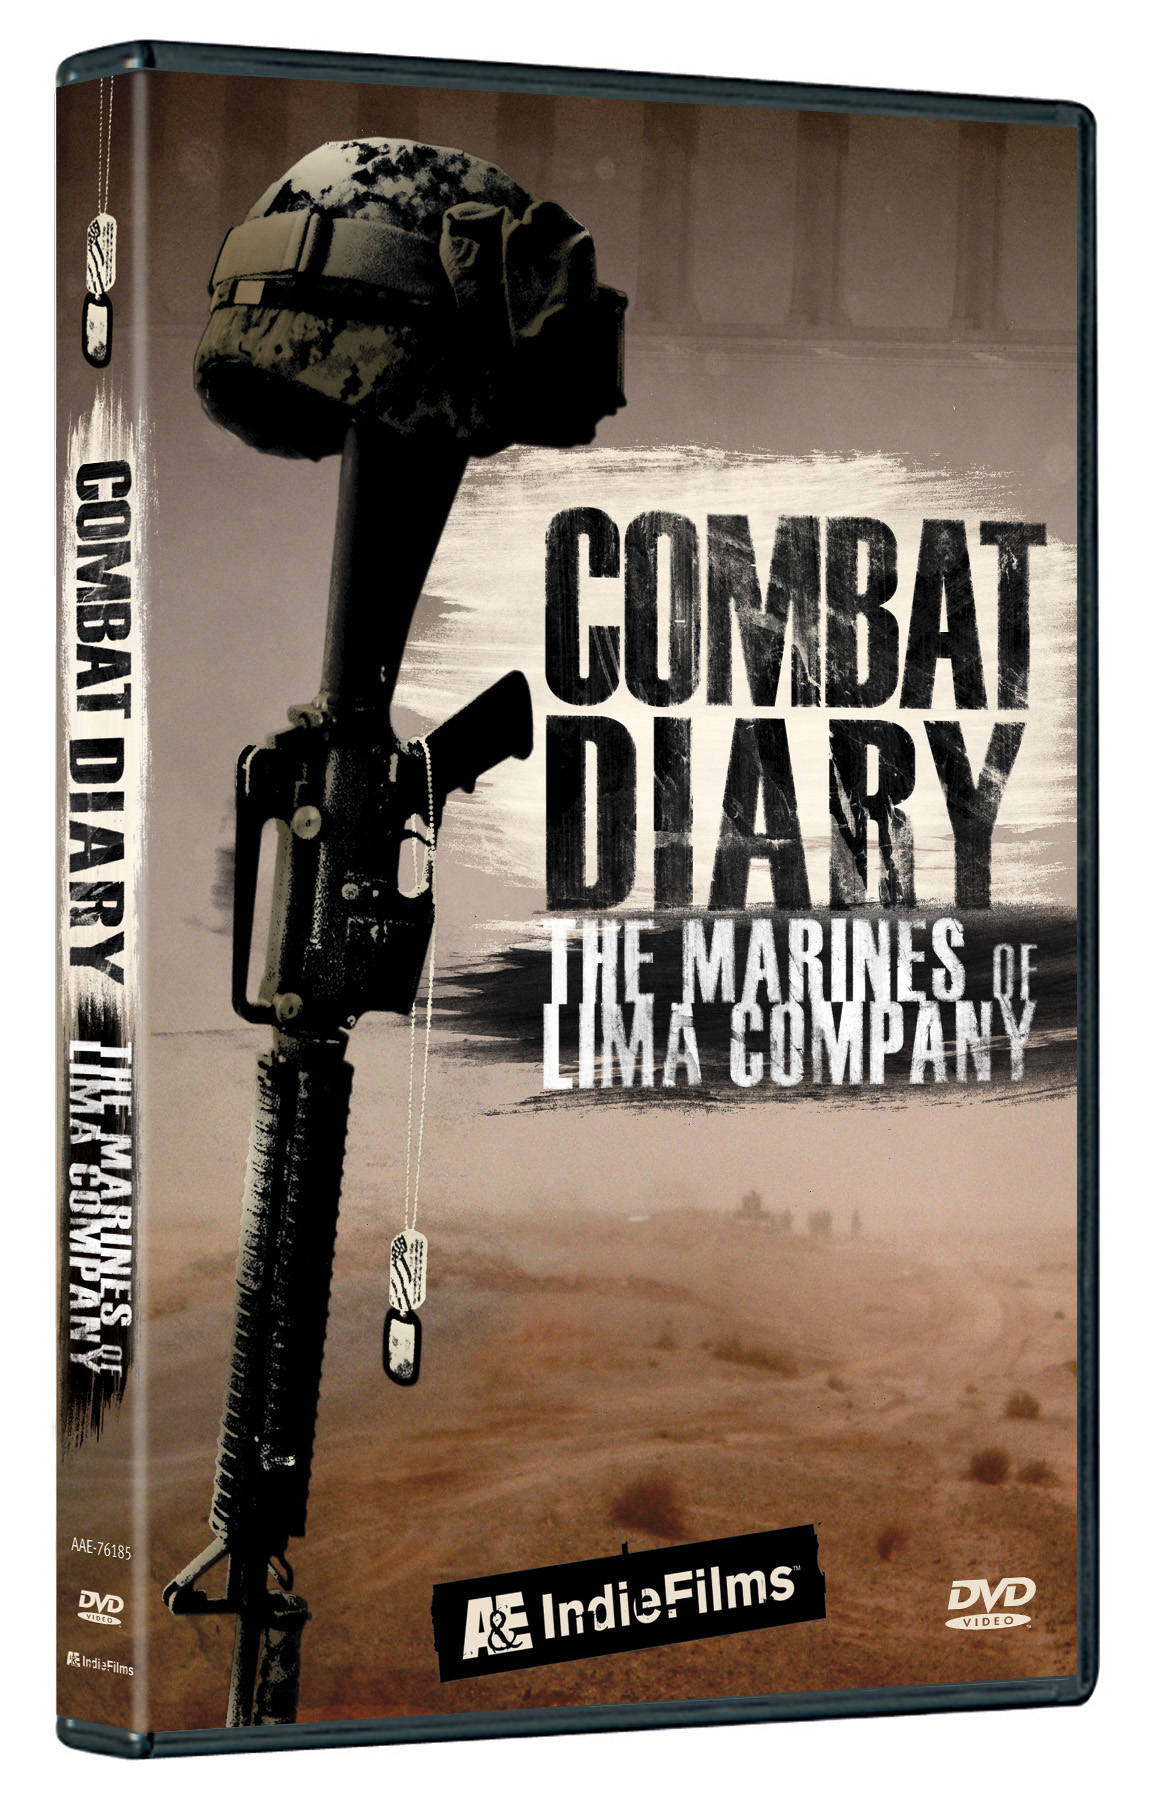 COMBAT DIARY
THE MARINES OF
LIMA COMPANY
AAE-76185
DVD
VIDEO
A&E IndieFilms
COMBAT
DIARY
THE MARINES OF
LIMA COMPANY
A&E IndieFilms™
DVD
VIDEO